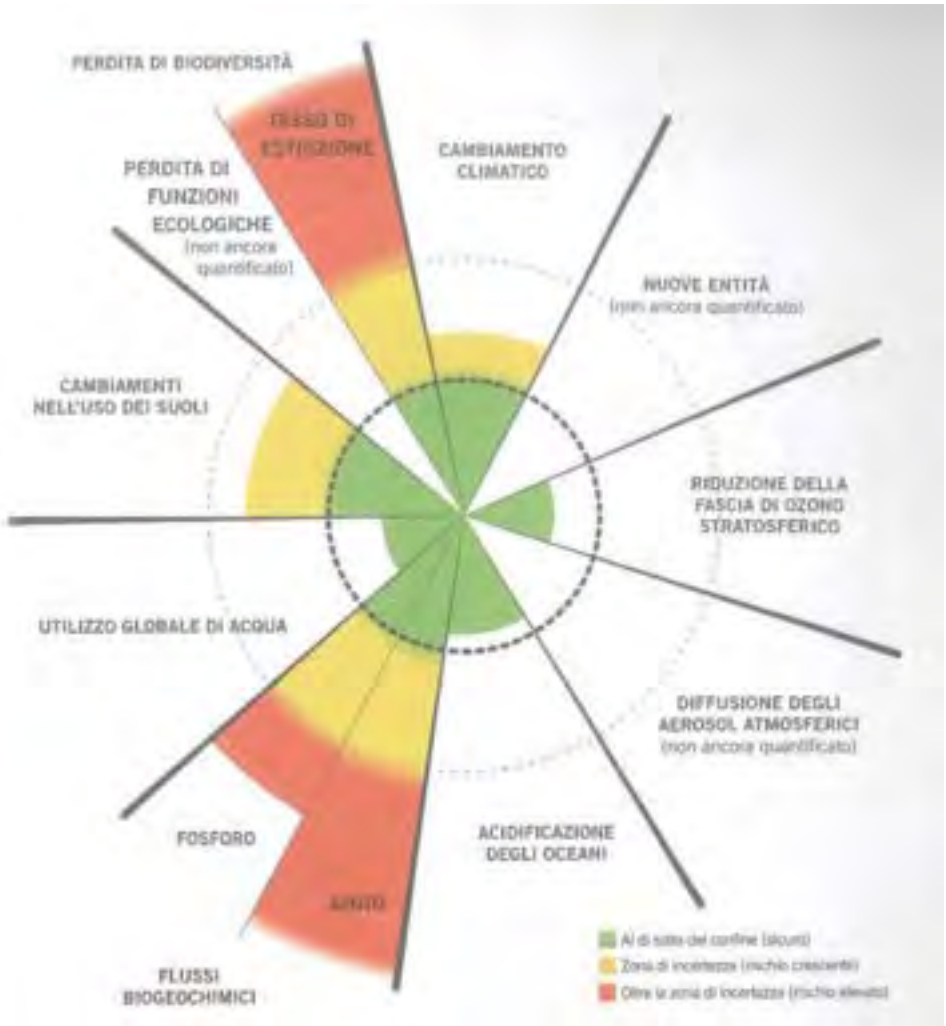 PERDITA DI BIODIVERSITÀ
TASSO DI
ESTINZIONE
CAMBIAMENTO
CLIMATICO
PERDITA DI
FUNZIONI
ECOLOGICHE
(non ancora
quantificato)
NUOVE ENTITÀ
(non ancora quantificato)
CAMBIAMENTI
NELL'USO DEI SUOLI
RIDUZIONE DELLA
FASCIA DI OZONO
STRATOSFERICO
UTILIZZO GLOBALE DI ACQUA
DIFFUSIONE DEGLI
AEROSOL ATMOSFERICI
(non ancora quantificato)
FOSFORO
ACIDIFICAZIONE
DEGLI OCEANI
AZOTO
FLUSSI
BIOGEOCHIMICI
Al di sotto del confine (sicuro)
Zona di incertezza (rischio crescente)
Oltre la zona di incertezza (rischio elevato)